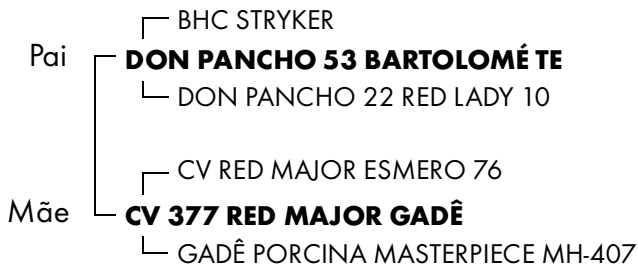 BHC STRYKER
Pai DON PANCHO 53 BARTOLOMÉ TE
DON PANCHO 22 RED LADY 10
CV RED MAJOR ESMERO 76
Mãe CV 377 RED MAJOR GADÊ
GADÊ PORCINA MASTERPIECE MH-407